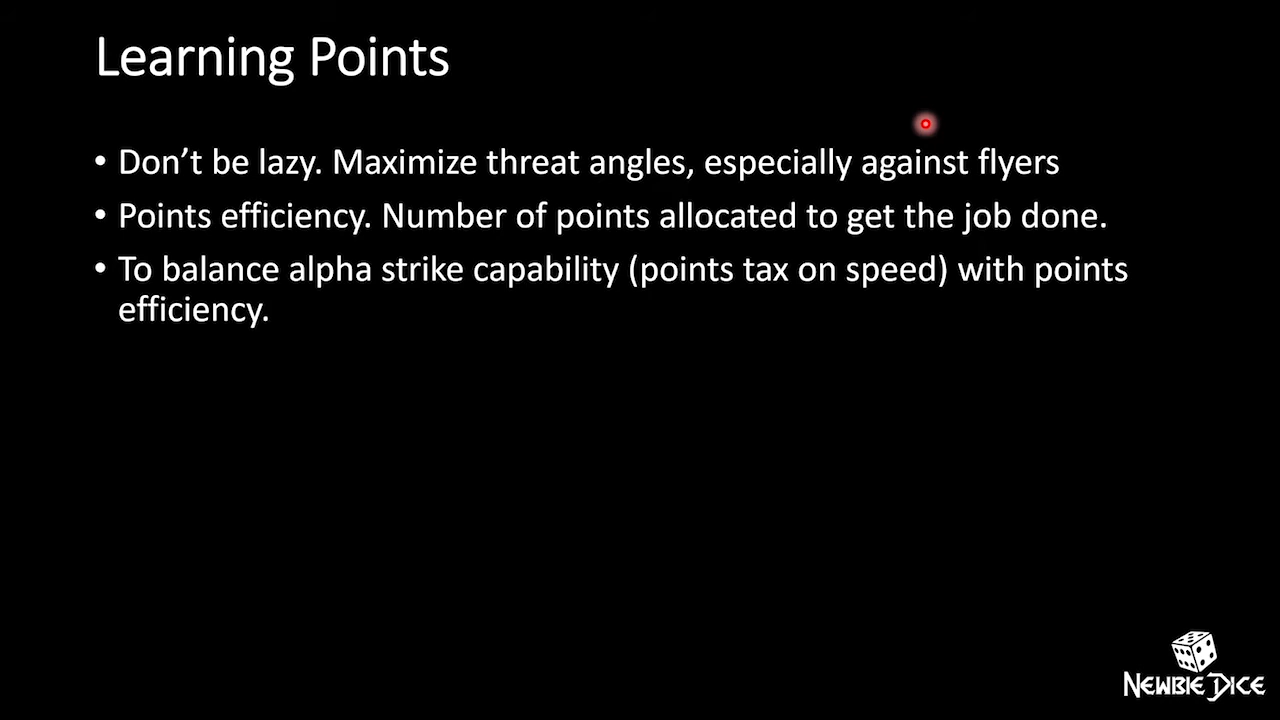 Learning Points
• Don’t be lazy. Maximize threat angles, especially against flyers
• Points efficiency. Number of points allocated to get the job done.
• To balance alpha strike capability (points tax on speed) with points
efficiency.
NEWBIE DICE